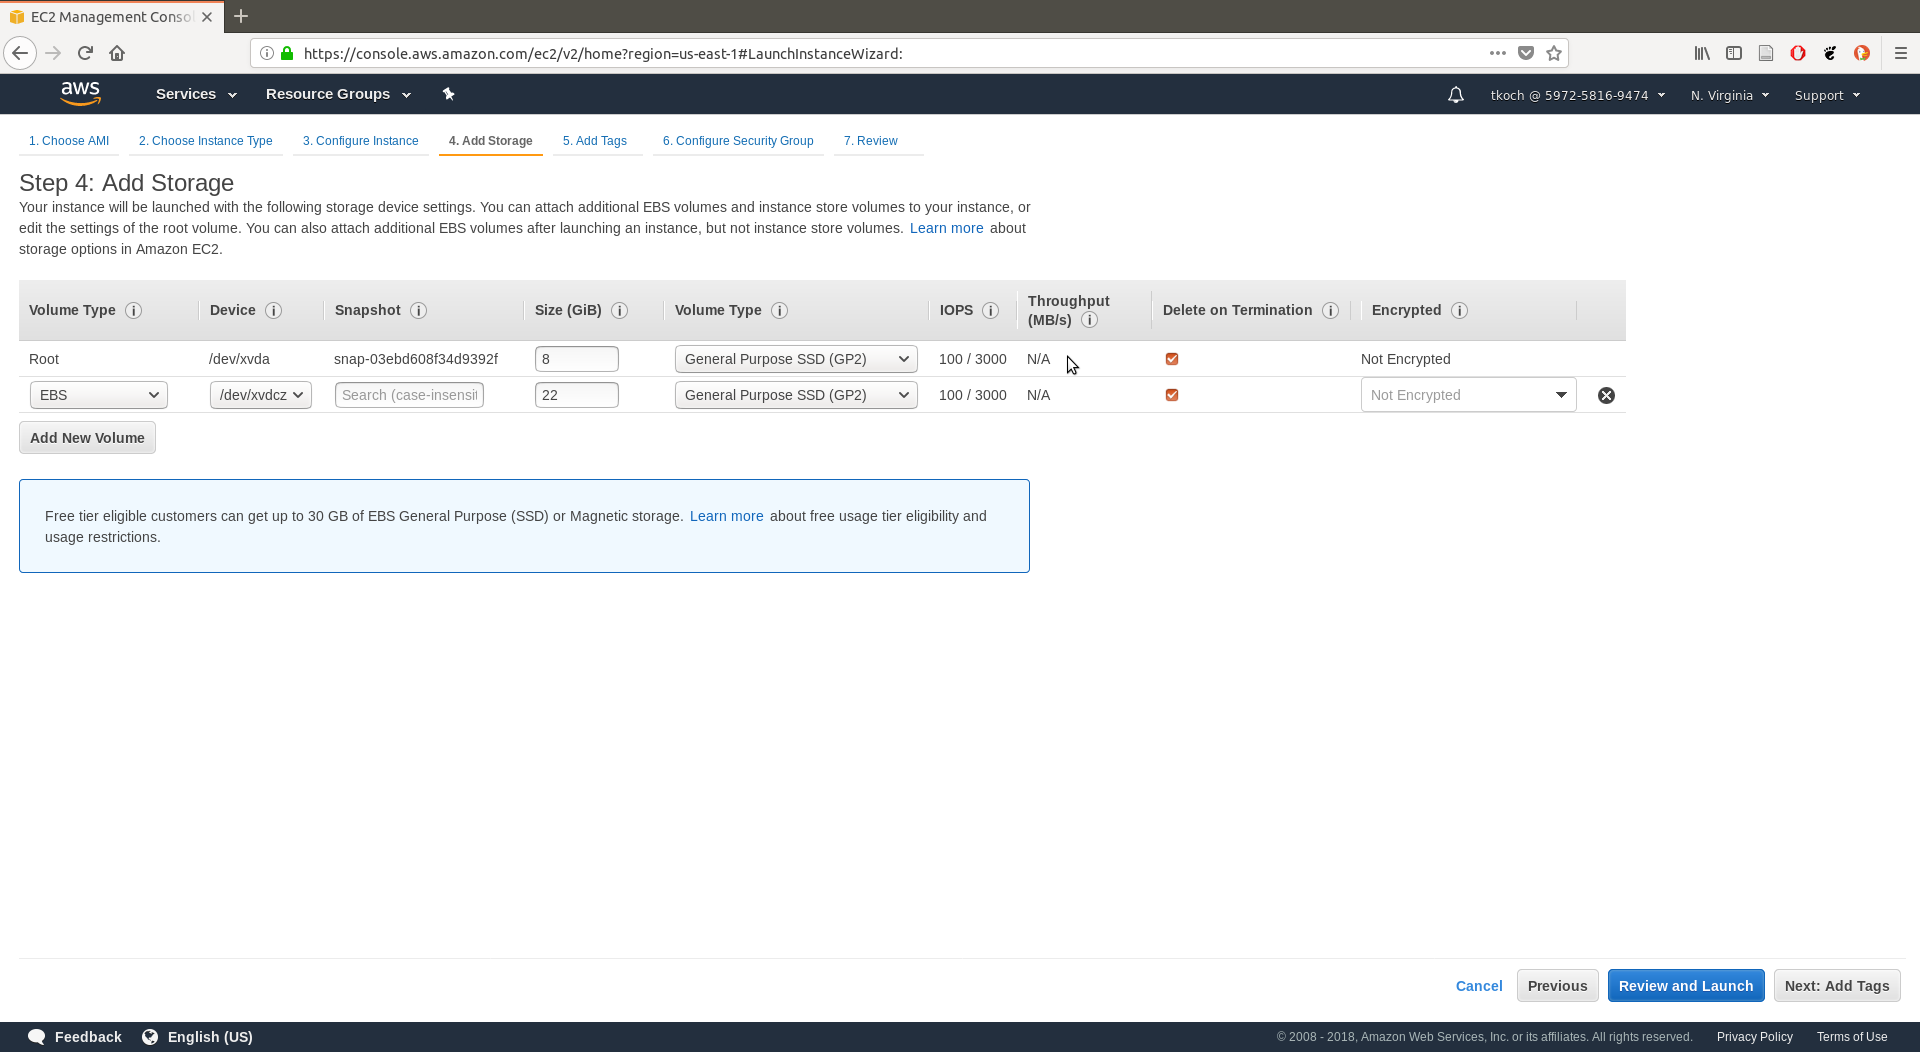 EC2 Management Conso
https://console.aws.amazon.com/ec2/v2/home?region=us-east-1#LaunchInstanceWizard:
aws Services Resource Groups tkoch @ 5972-5816-9474 N. Virginia Support
1. Choose AMI 2. Choose Instance Type 3. Configure Instance 4. Add Storage 5. Add Tags 6. Configure Security Group 7. Review
Step 4: Add Storage
Your instance will be launched with the following storage device settings. You can attach additional EBS volumes and instance store volumes to your instance, or
edit the settings of the root volume. You can also attach additional EBS volumes after launching an instance, but not instance store volumes. Learn more about
storage options in Amazon EC2.
Volume Type Device Snapshot Size (GiB) Volume Type IOPS Throughput (MB/s) Delete on Termination Encrypted
Root /dev/xvda snap-03ebd608f34d9392f 8 General Purpose SSD (GP2) 100 / 3000 N/A Not Encrypted
EBS /dev/xvdcz Search (case-insensit 22 General Purpose SSD (GP2) 100 / 3000 N/A Not Encrypted
Add New Volume
Free tier eligible customers can get up to 30 GB of EBS General Purpose (SSD) or Magnetic storage. Learn more about free usage tier eligibility and
usage restrictions.
Cancel Previous Review and Launch Next: Add Tags
Feedback English (US) © 2008 - 2018, Amazon Web Services, Inc. or its affiliates. All rights reserved. Privacy Policy Terms of Use